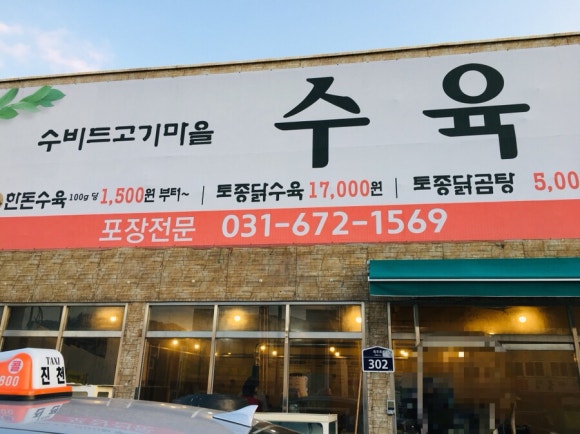 수비드고기마을 수육
한돈수육 100g 당 1,500원 부터~ | 토종닭수육 17,000원 | 토종닭곰탕 5,00
포장전문 031-672-1569
302
TAXI
진천
800